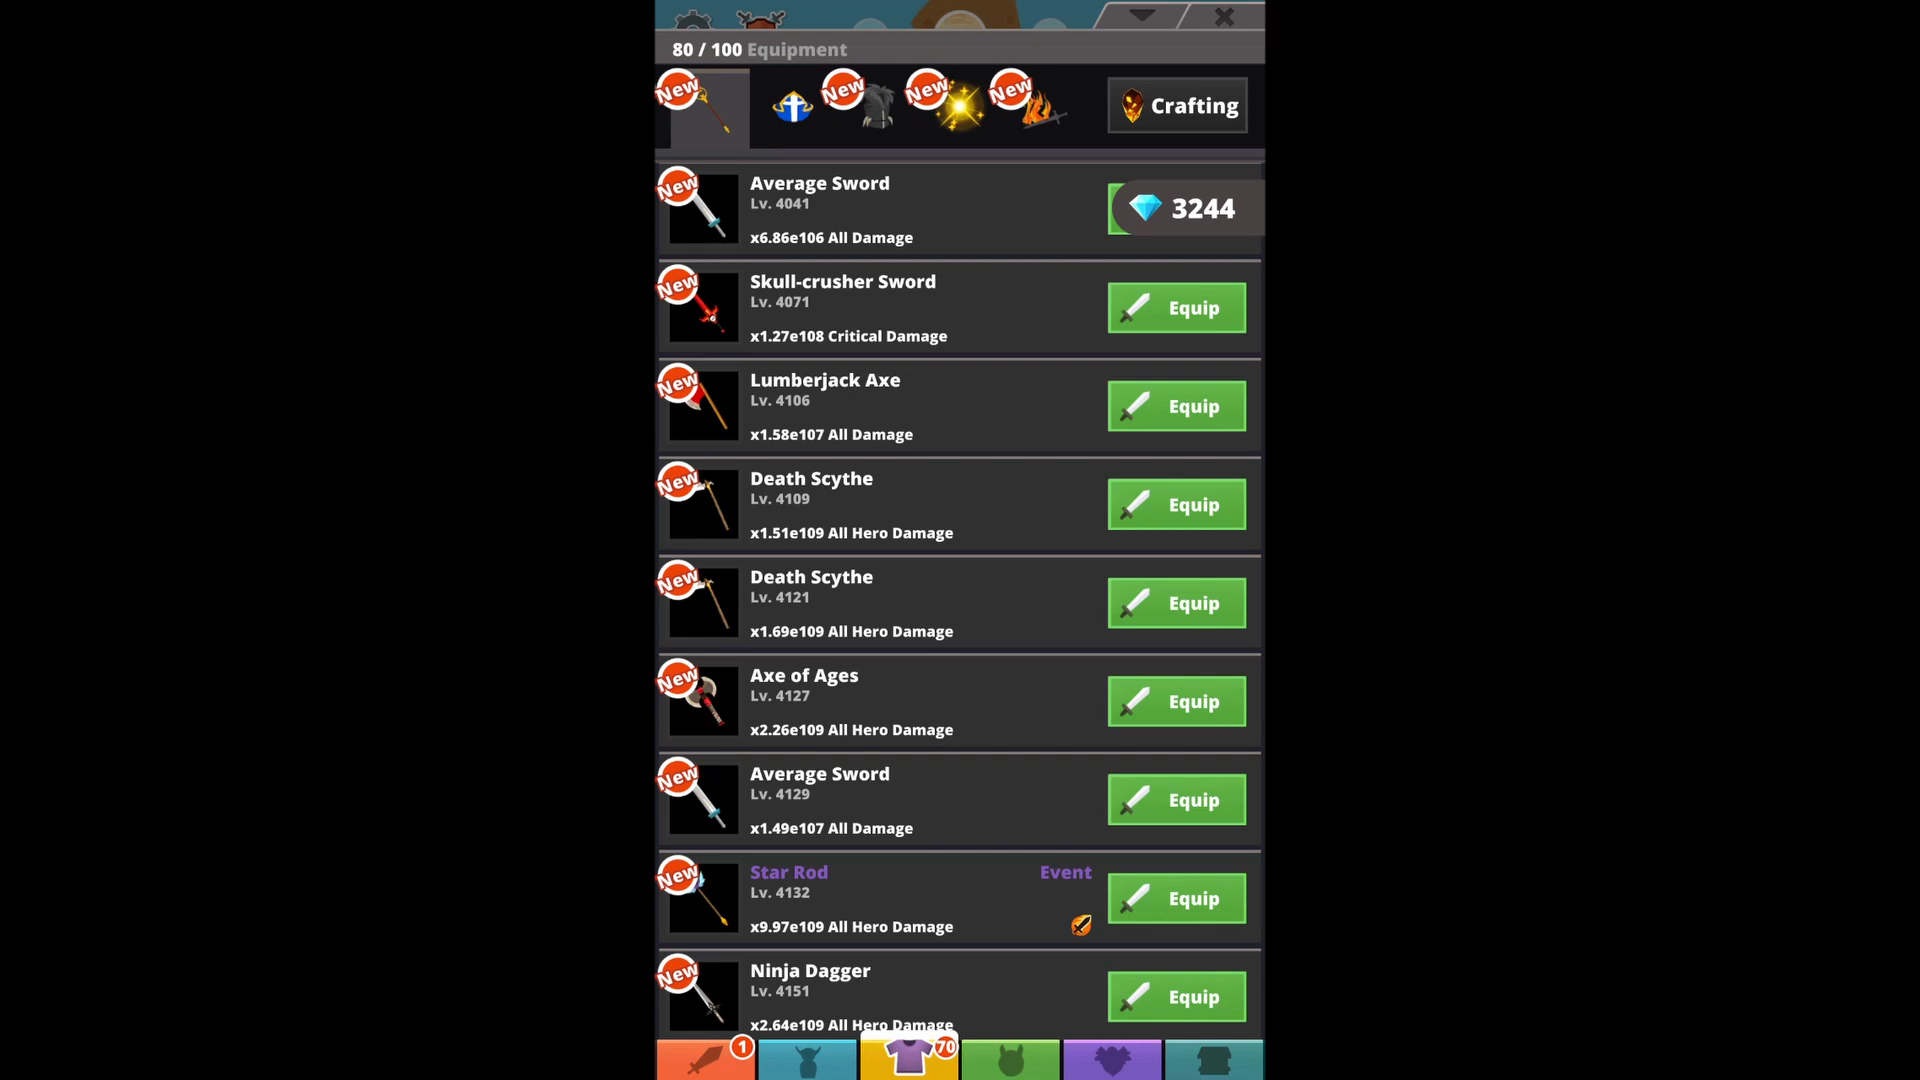 80 / 100 Equipment
New
New
New
New
Crafting
New
Average Sword
Lv. 4041
x6.86e106 All Damage
3244
New
Skull-crusher Sword
Lv. 4071
x1.27e108 Critical Damage
Equip
New
Lumberjack Axe
Lv. 4106
x1.58e107 All Damage
Equip
New
Death Scythe
Lv. 4109
x1.51e109 All Hero Damage
Equip
New
Death Scythe
Lv. 4121
x1.69e109 All Hero Damage
Equip
New
Axe of Ages
Lv. 4127
x2.26e109 All Hero Damage
Equip
New
Average Sword
Lv. 4129
x1.49e107 All Damage
Equip
New
Star Rod
Event
Lv. 4132
x9.97e109 All Hero Damage
Equip
New
Ninja Dagger
Lv. 4151
x2.64e109 All Hero Damage
Equip
1
70